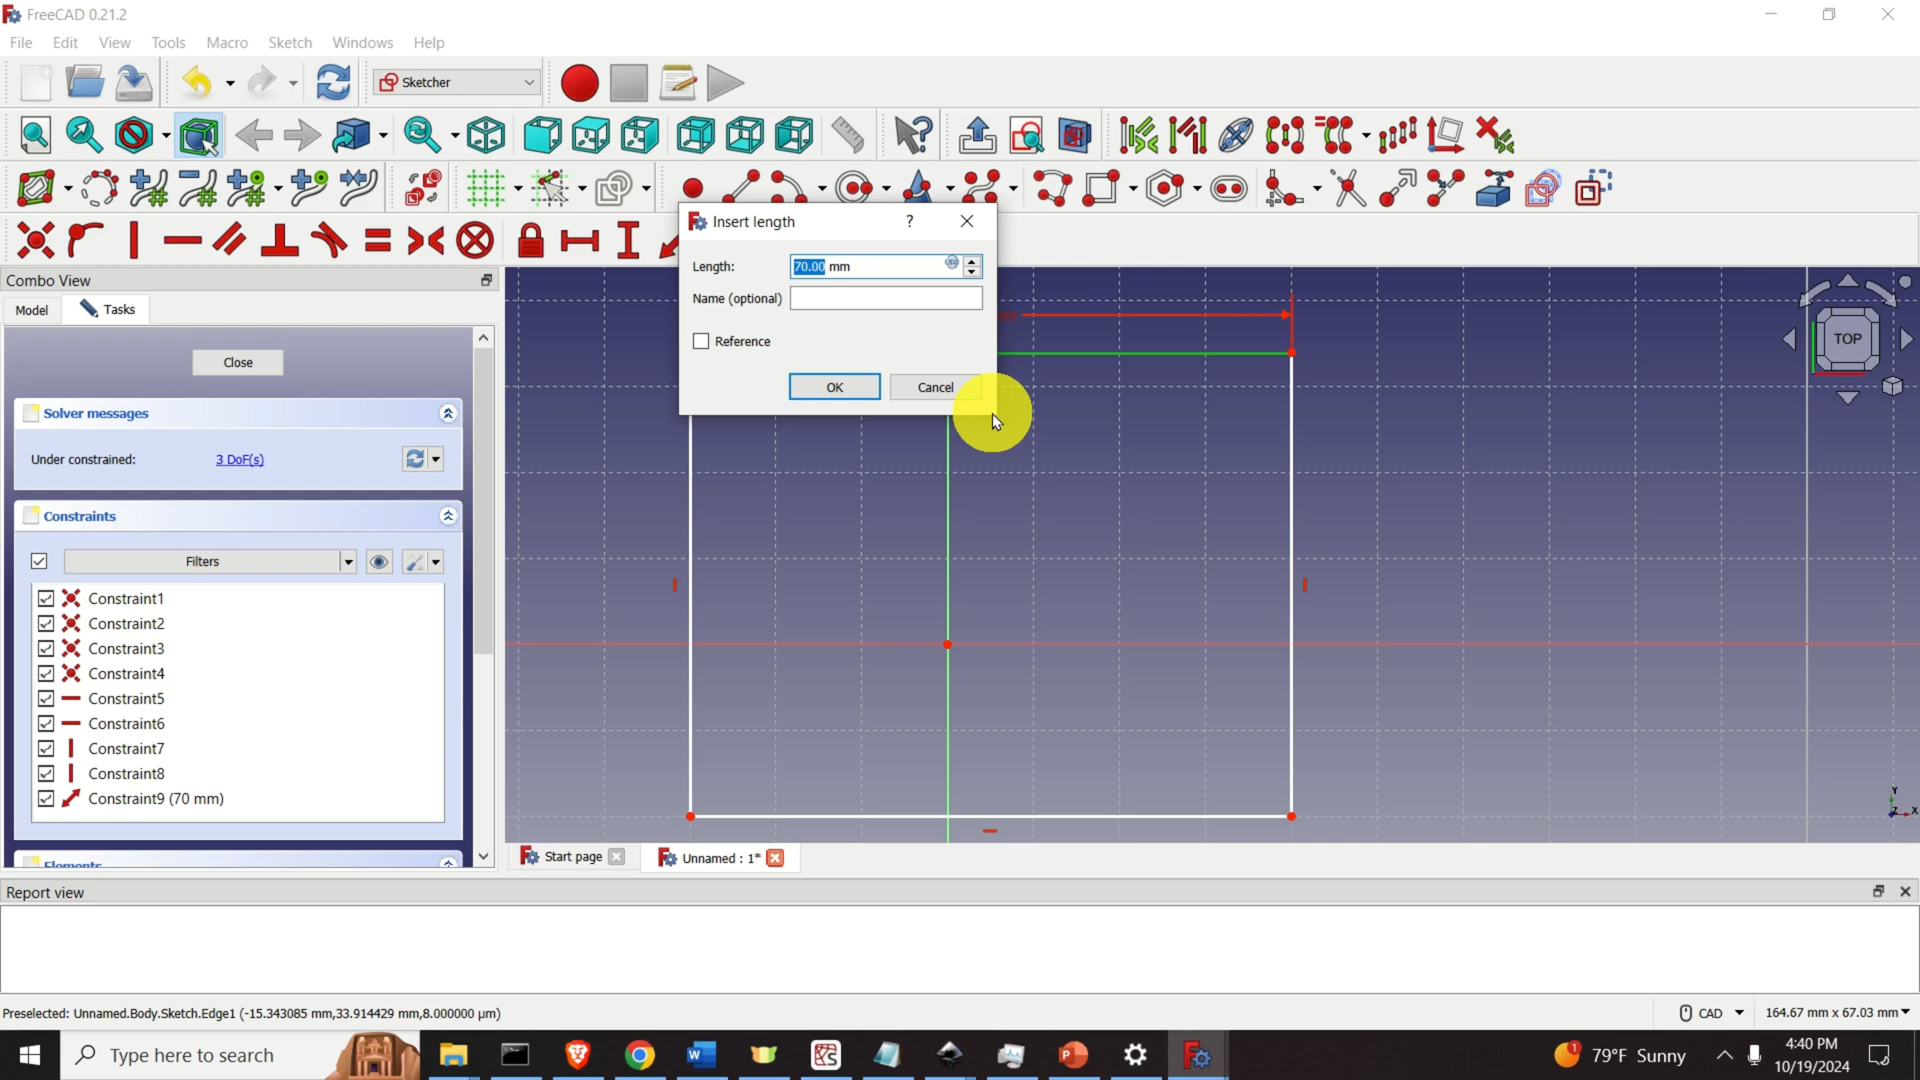 FreeCAD 0.21.2
File Edit View Tools Macro Sketch Windows Help
Sketcher
Insert length
?
Length: 70.00 mm
Name (optional)
Reference
OK Cancel
Combo View
Model Tasks
Close
Solver messages
Under constrained: 3 DoF(s)
Constraints
Filters
Constraint1
Constraint2
Constraint3
Constraint4
Constraint5
Constraint6
Constraint7
Constraint8
Constraint9 (70 mm)
Elements
TOP
Y
Z X
Start page Unnamed : 1*
Report view
Preselected: Unnamed.Body.Sketch.Edge1 (-15.343085 mm,33.914429 mm,8.000000 µm)
CAD 164.67 mm x 67.03 mm
Type here to search
1 79°F Sunny
4:40 PM
10/19/2024